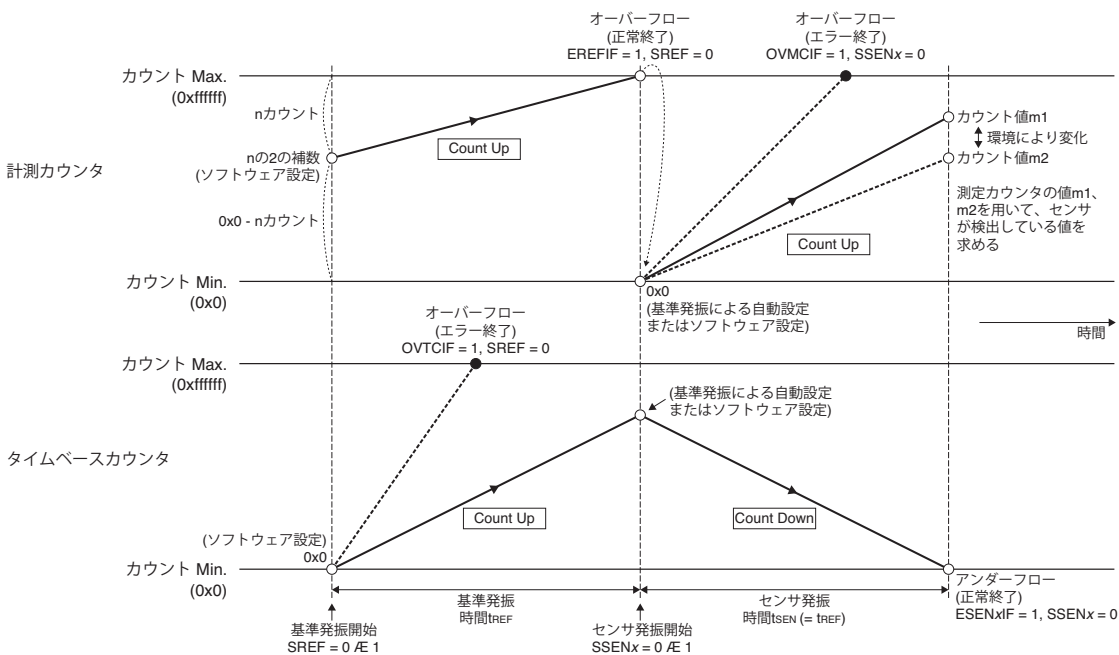 オーバーフロー
(正常終了)
EREFIF = 1, SREF = 0
オーバーフロー
(エラー終了)
OVMCIF = 1, SSENx = 0
カウント Max.
(0xffffff)
nカウント
Count Up
nの2の補数
(ソフトウェア設定)
計測カウンタ
0x0 - nカウント
カウント値m1
環境により変化
カウント値m2
測定カウンタの値m1、
m2を用いて、センサ
が検出している値を
求める
Count Up
カウント Min.
(0x0)
0x0
(基準発振による自動設定
またはソフトウェア設定)
時間
オーバーフロー
(エラー終了)
OVTCIF = 1, SREF = 0
カウント Max.
(0xffffff)
(基準発振による自動設定
またはソフトウェア設定)
タイムベースカウンタ
Count Up
Count Down
(ソフトウェア設定)
0x0
カウント Min.
(0x0)
アンダーフロー
(正常終了)
ESENxIF = 1, SSENx = 0
基準発振
時間tREF
センサ発振
時間tSEN (= tREF)
基準発振開始
SREF = 0 Æ 1
センサ発振開始
SSENx = 0 Æ 1